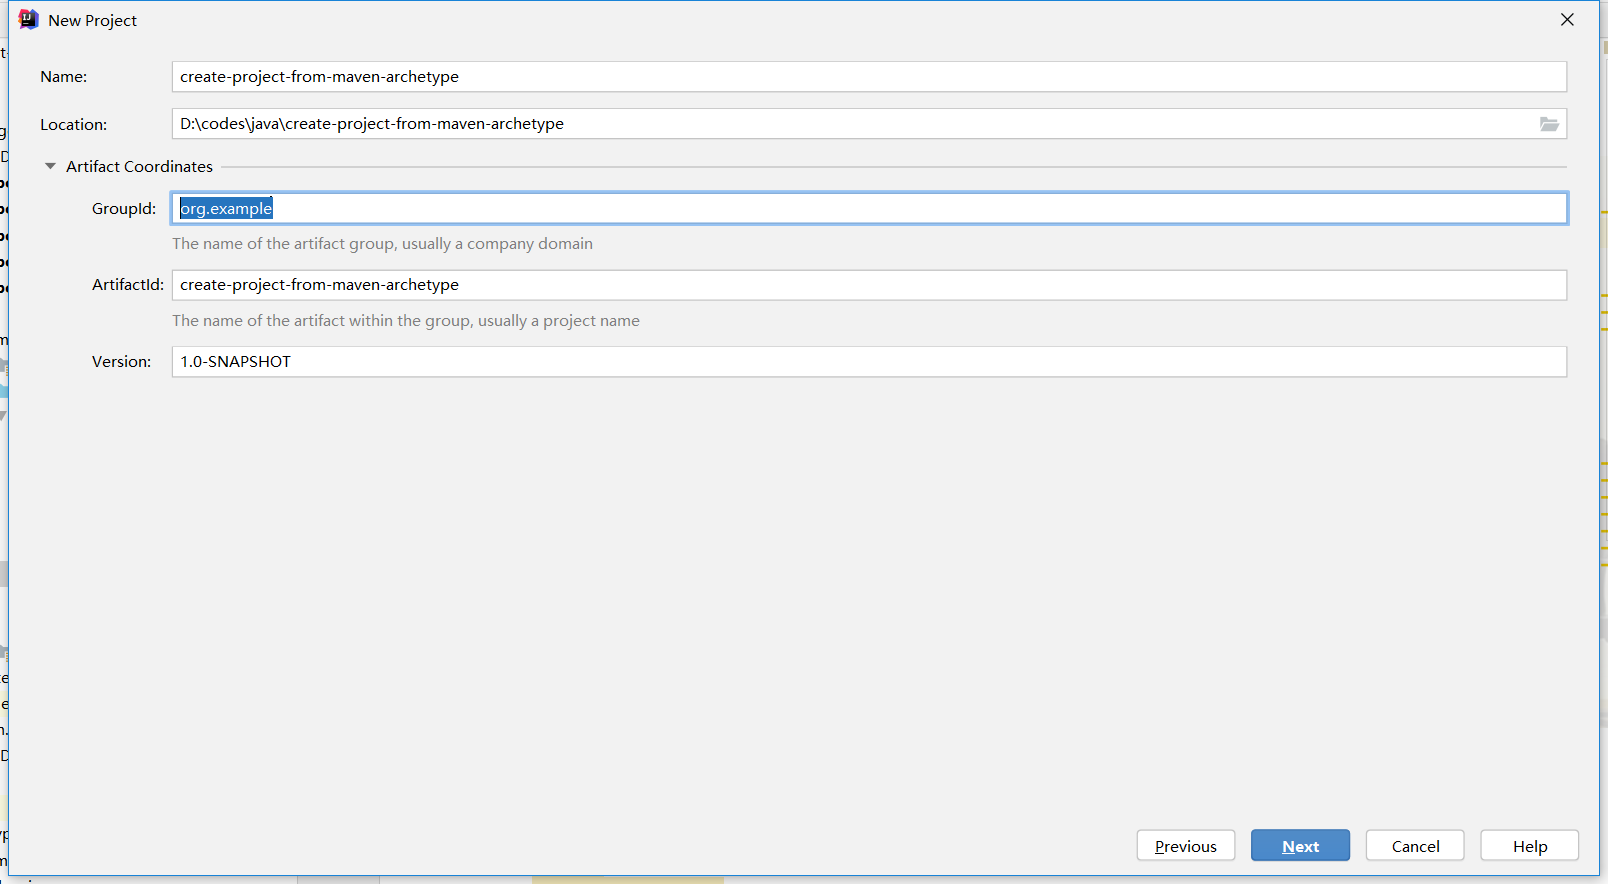 New Project
Name: create-project-from-maven-archetype
Location: D:\codes\java\create-project-from-maven-archetype
Artifact Coordinates
GroupId: org.example
The name of the artifact group, usually a company domain
ArtifactId: create-project-from-maven-archetype
The name of the artifact within the group, usually a project name
Version: 1.0-SNAPSHOT
Previous Next Cancel Help